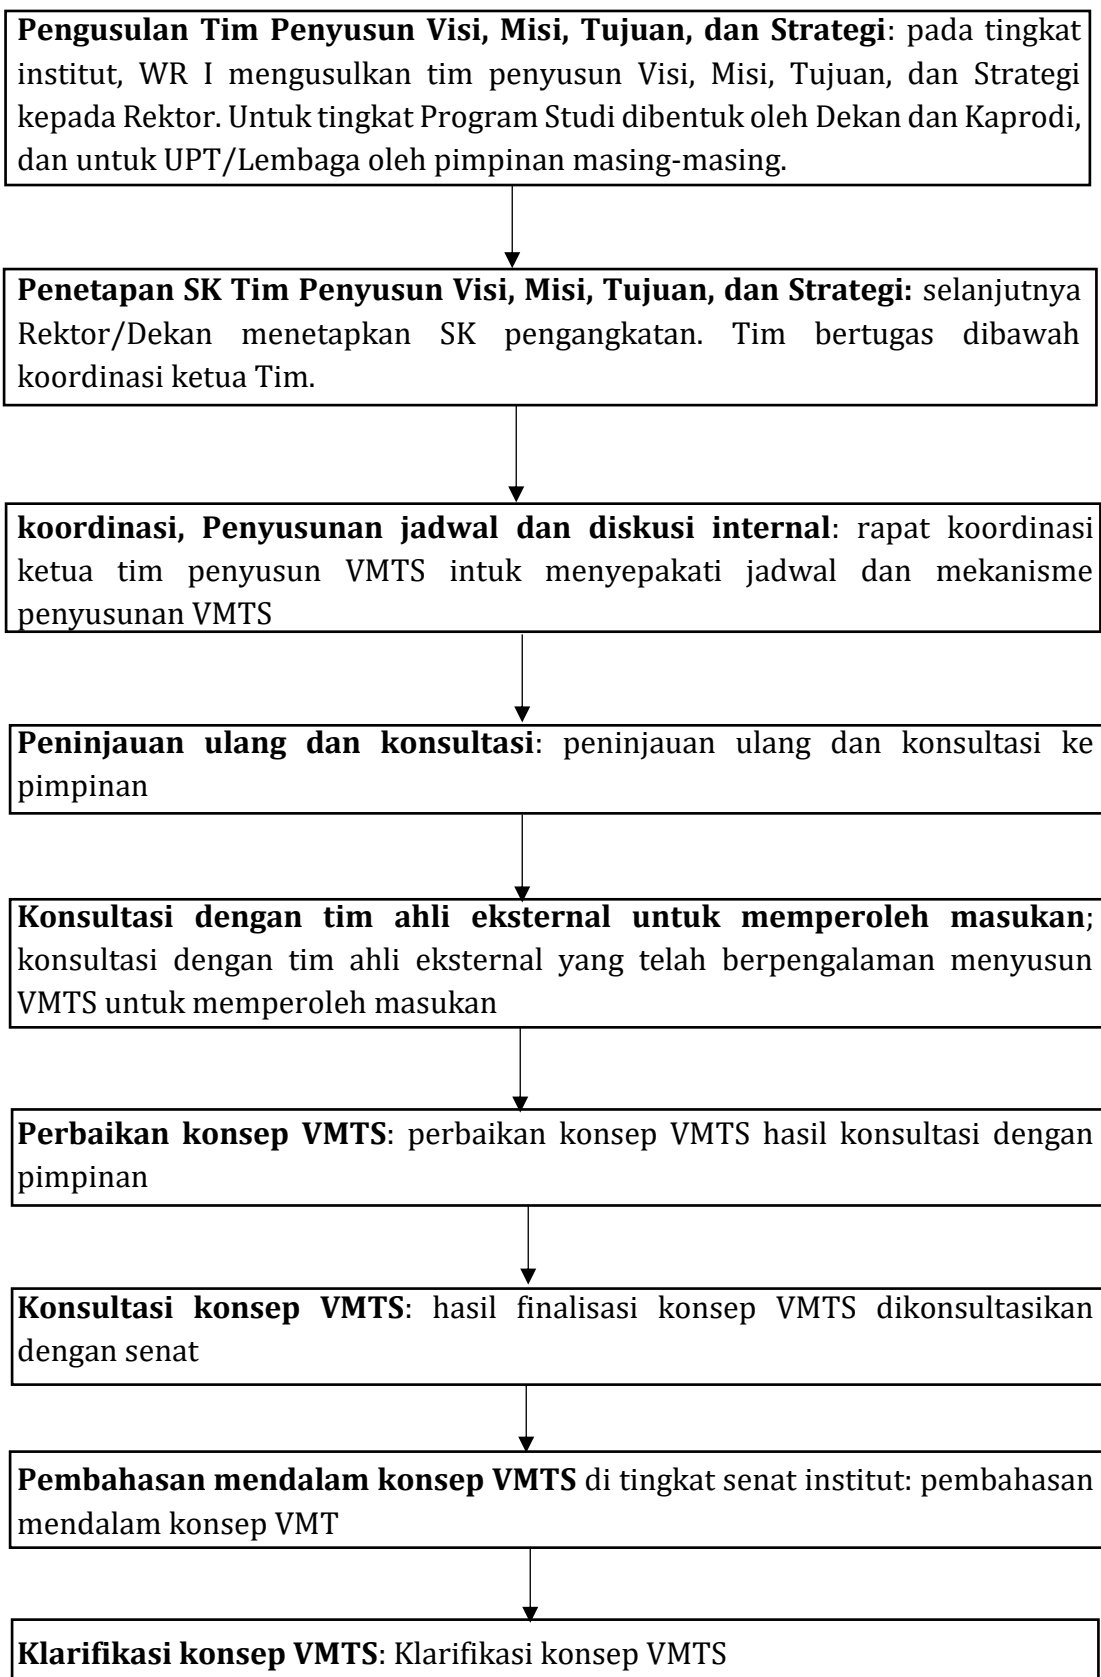 Pengusulan Tim Penyusun Visi, Misi, Tujuan, dan Strategi: pada tingkat
institut, WR I mengusulkan tim penyusun Visi, Misi, Tujuan, dan Strategi
kepada Rektor. Untuk tingkat Program Studi dibentuk oleh Dekan dan Kaprodi,
dan untuk UPT/Lembaga oleh pimpinan masing-masing.
Penetapan SK Tim Penyusun Visi, Misi, Tujuan, dan Strategi: selanjutnya
Rektor/Dekan menetapkan SK pengangkatan. Tim bertugas dibawah
koordinasi ketua Tim.
koordinasi, Penyusunan jadwal dan diskusi internal: rapat koordinasi
ketua tim penyusun VMTS intuk menyepakati jadwal dan mekanisme
penyusunan VMTS
Peninjauan ulang dan konsultasi: peninjauan ulang dan konsultasi ke
pimpinan
Konsultasi dengan tim ahli eksternal untuk memperoleh masukan;
konsultasi dengan tim ahli eksternal yang telah berpengalaman menyusun
VMTS untuk memperoleh masukan
Perbaikan konsep VMTS: perbaikan konsep VMTS hasil konsultasi dengan
pimpinan
Konsultasi konsep VMTS: hasil finalisasi konsep VMTS dikonsultasikan
dengan senat
Pembahasan mendalam konsep VMTS di tingkat senat institut: pembahasan
mendalam konsep VMT
Klarifikasi konsep VMTS: Klarifikasi konsep VMTS